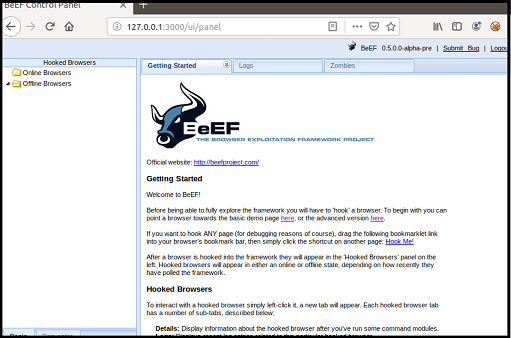 BeEF Control Panel
127.0.0.1:3000/ui/panel
BeEF 0.5.0.0-alpha-pre | Submit Bug | Logou
Hooked Browsers
Online Browsers
Offline Browsers
Getting Started
Logs
Zombies
BeEF
THE BROWSER EXPLOITATION FRAMEWORK PROJECT
Official website: http://beefproject.com/
Getting Started
Welcome to BeEF!
Before being able to fully explore the framework you will have to 'hook' a browser. To begin with you can
point a browser towards the basic demo page here, or the advanced version here.
If you want to hook ANY page (for debugging reasons of course), drag the following bookmarklet link
into your browser's bookmark bar, then simply click the shortcut on another page: Hook Me!
After a browser is hooked into the framework they will appear in the 'Hooked Browsers' panel on the
left. Hooked browsers will appear in either an online or offline state, depending on how recently they
have polled the framework.
Hooked Browsers
To interact with a hooked browser simply left-click it, a new tab will appear. Each hooked browser tab
has a number of sub-tabs, described below:
Details: Display information about the hooked browser after you've run some command modules.